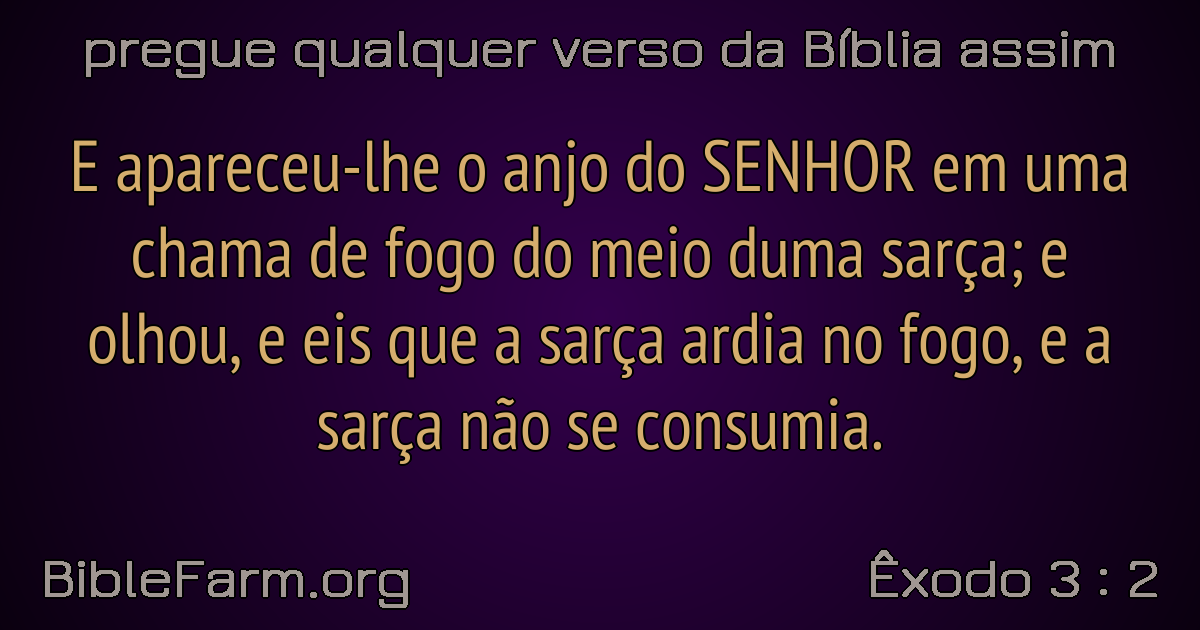 pregue qualquer verso da Bíblia assim
E apareceu-lhe o anjo do SENHOR em uma
chama de fogo do meio duma sarça; e
olhou, e eis que a sarça ardia no fogo, e a
sarça não se consumia.
BibleFarm.org
Êxodo 3 : 2